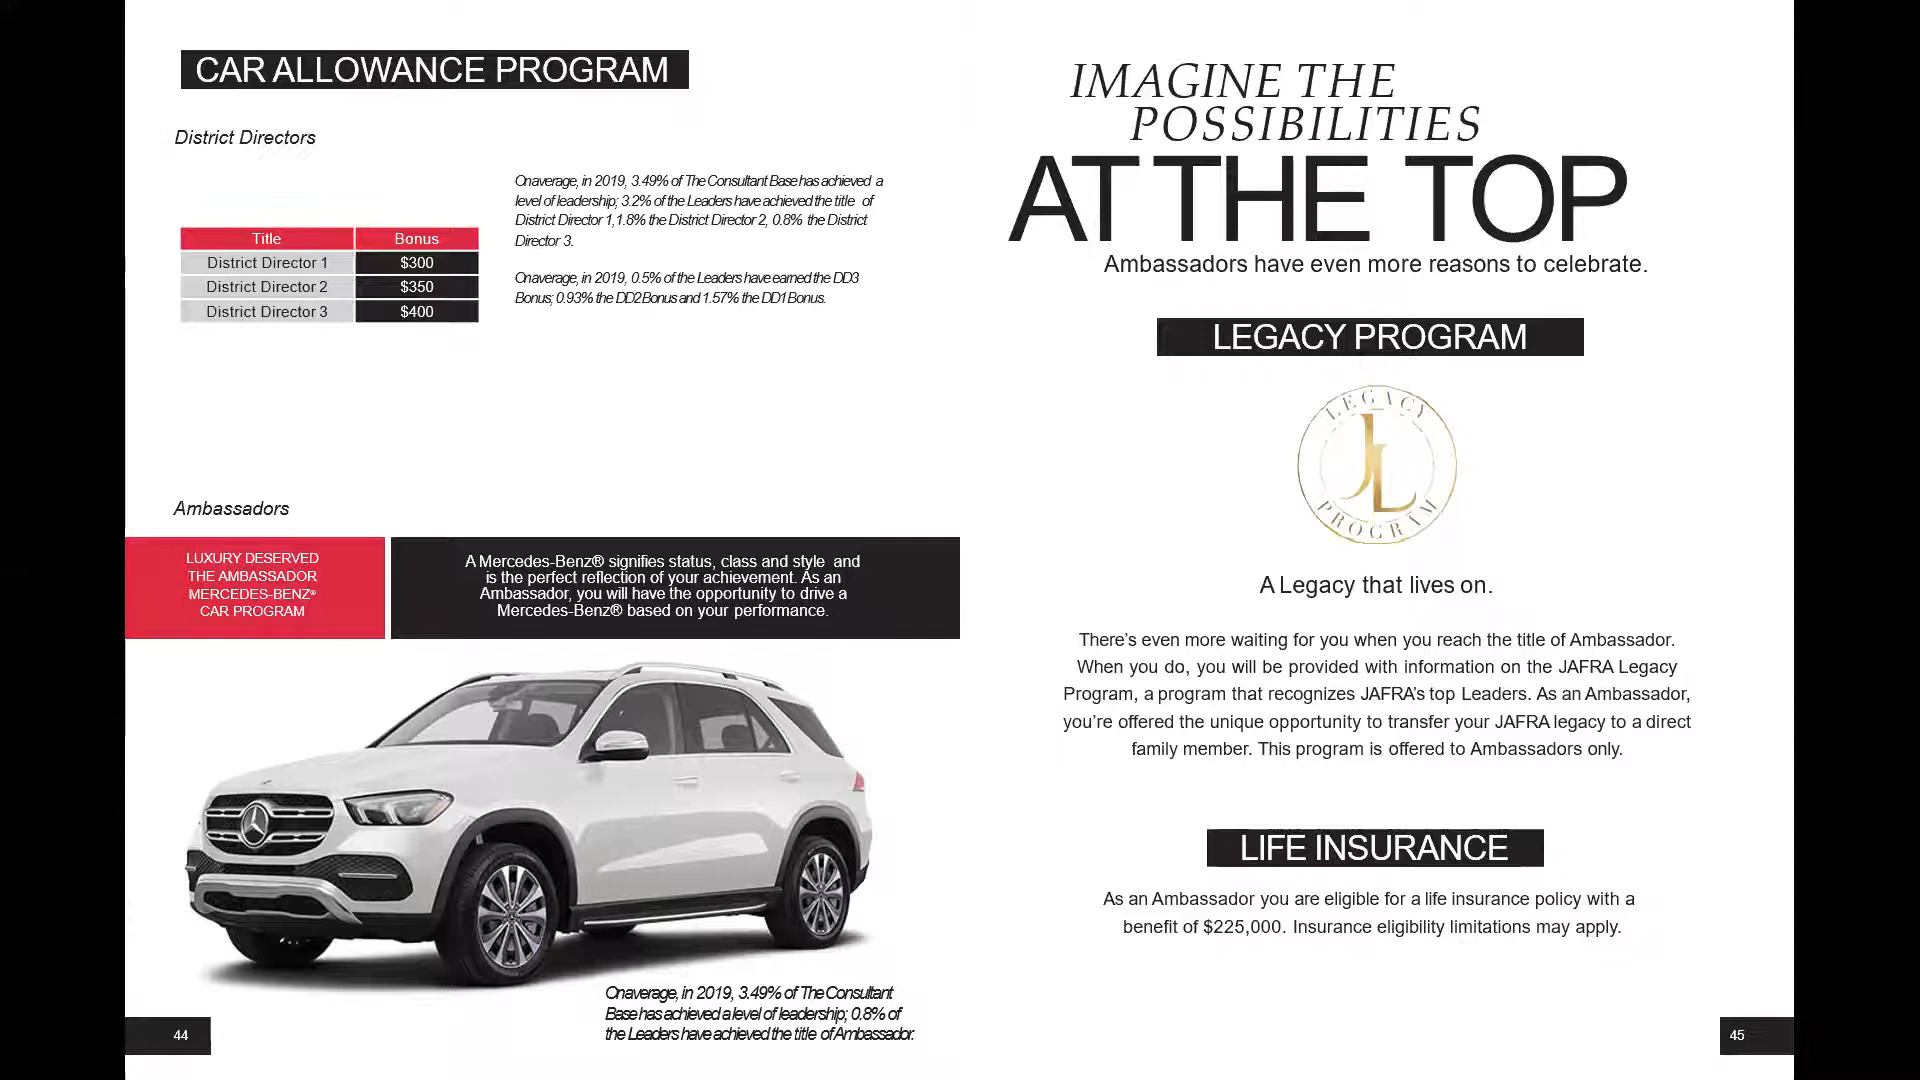 CAR ALLOWANCE PROGRAM
District Directors
Title Bonus
District Director 1 $300
District Director 2 $350
District Director 3 $400
On average, in 2019, 3.49% of The Consultant Base has achieved a
level of leadership; 3.2% of the Leaders have achieved the title of
District Director 1, 1.8% the District Director 2, 0.8% the District
Director 3.
On average, in 2019, 0.5% of the Leaders have earned the DD3
Bonus; 0.93% the DD2 Bonus and 1.57% the DD1 Bonus.
Ambassadors
LUXURY DESERVED
THE AMBASSADOR
MERCEDES-BENZ®
CAR PROGRAM
A Mercedes-Benz® signifies status, class and style and
is the perfect reflection of your achievement. As an
Ambassador, you will have the opportunity to drive a
Mercedes-Benz® based on your performance.
On average, in 2019, 3.49% of The Consultant
Base has achieved a level of leadership; 0.8% of
the Leaders have achieved the title of Ambassador.
44
IMAGINE THE
POSSIBILITIES
AT THE TOP
Ambassadors have even more reasons to celebrate.
LEGACY PROGRAM
LEGACY
JL
PROGRAM
A Legacy that lives on.
There’s even more waiting for you when you reach the title of Ambassador.
When you do, you will be provided with information on the JAFRA Legacy
Program, a program that recognizes JAFRA’s top Leaders. As an Ambassador,
you’re offered the unique opportunity to transfer your JAFRA legacy to a direct
family member. This program is offered to Ambassadors only.
LIFE INSURANCE
As an Ambassador you are eligible for a life insurance policy with a
benefit of $225,000. Insurance eligibility limitations may apply.
45